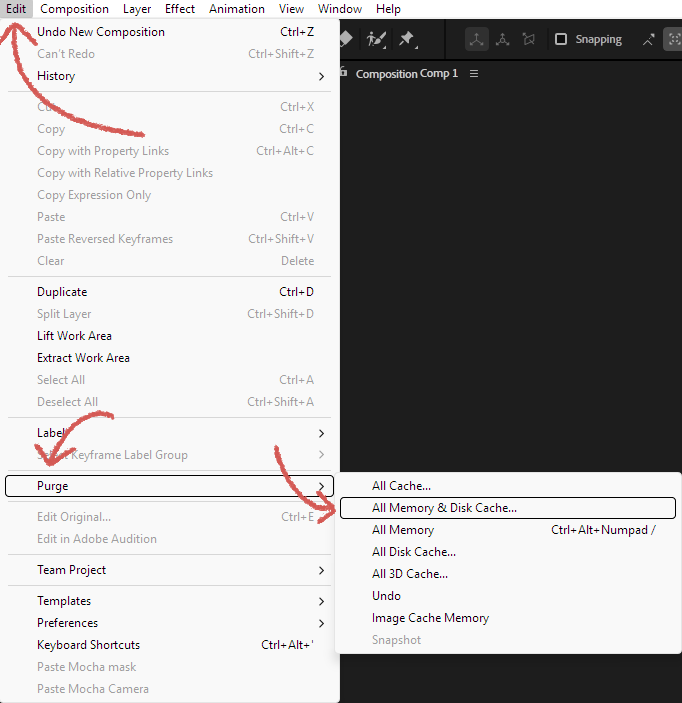 Edit Composition Layer Effect Animation View Window Help
Undo New Composition Ctrl+Z
Can't Redo Ctrl+Shift+Z
History
Snapping
Composition Comp 1
Ctrl+X
Copy Ctrl+C
Copy with Property Links Ctrl+Alt+C
Copy with Relative Property Links
Copy Expression Only
Paste Ctrl+V
Paste Reversed Keyframes Ctrl+Shift+V
Clear Delete
Duplicate Ctrl+D
Split Layer Ctrl+Shift+D
Lift Work Area
Extract Work Area
Select All Ctrl+A
Deselect All Ctrl+Shift+A
Label
Select Keyframe Label Group
Purge
Edit Original... Ctrl+E
Edit in Adobe Audition
Team Project
Templates
Preferences
Keyboard Shortcuts Ctrl+Alt+'
Paste Mocha mask
Paste Mocha Camera
All Cache...
All Memory & Disk Cache...
All Memory Ctrl+Alt+Numpad /
All Disk Cache...
All 3D Cache...
Undo
Image Cache Memory
Snapshot